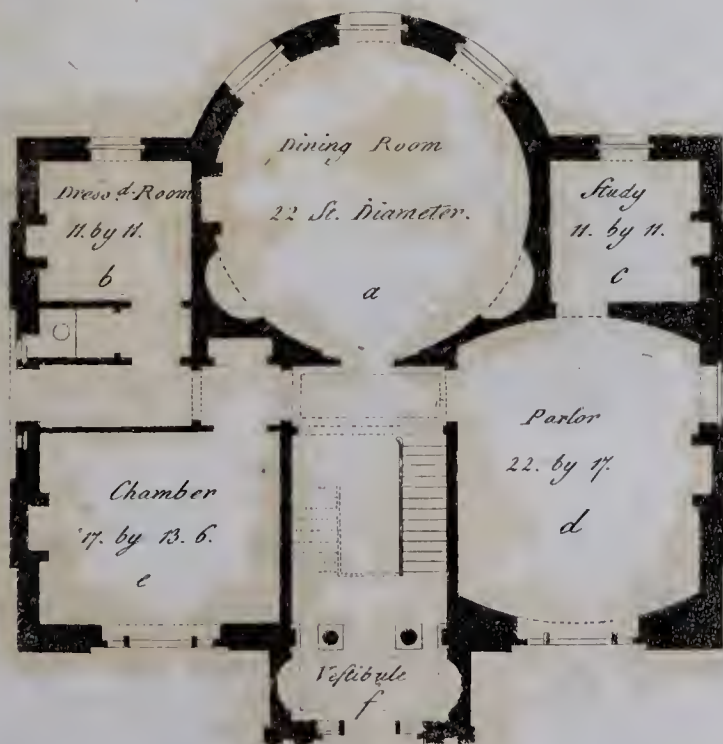 Dining Room
22 ft. Diameter.
a
Dress.g Room
11. by 11.
b
Study
11. by 11.
c
Parlor
22. by 17.
d
Chamber
17. by 13. 6.
e
Vestibule
f